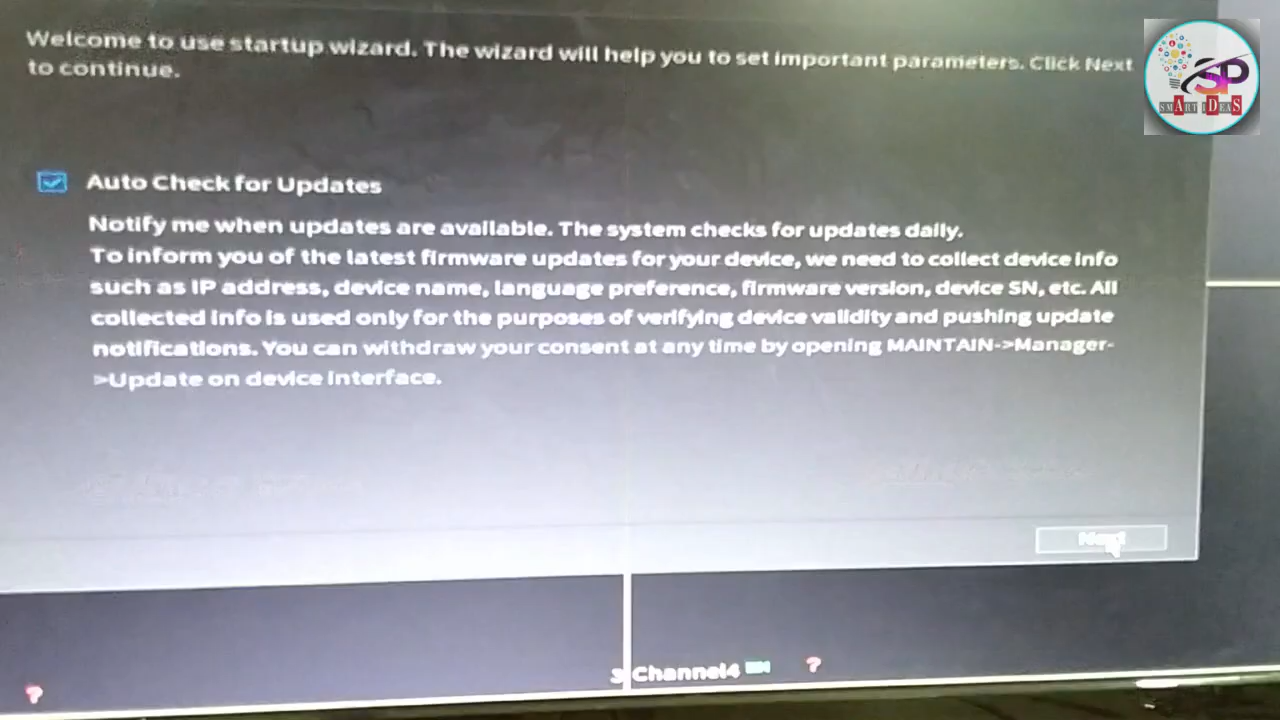 Welcome to use startup wizard. The wizard will help you to set important parameters. Click Next
to continue.
SP
SMART IDEAS
Auto Check for Updates
Notify me when updates are available. The system checks for updates daily.
To inform you of the latest firmware updates for your device, we need to collect device info
such as IP address, device name, language preference, firmware version, device SN, etc. All
collected info is used only for the purposes of verifying device validity and pushing update
notifications. You can withdraw your consent at any time by opening MAINTAIN->Manager-
>Update on device interface.
Next
3 Channel4
?
?